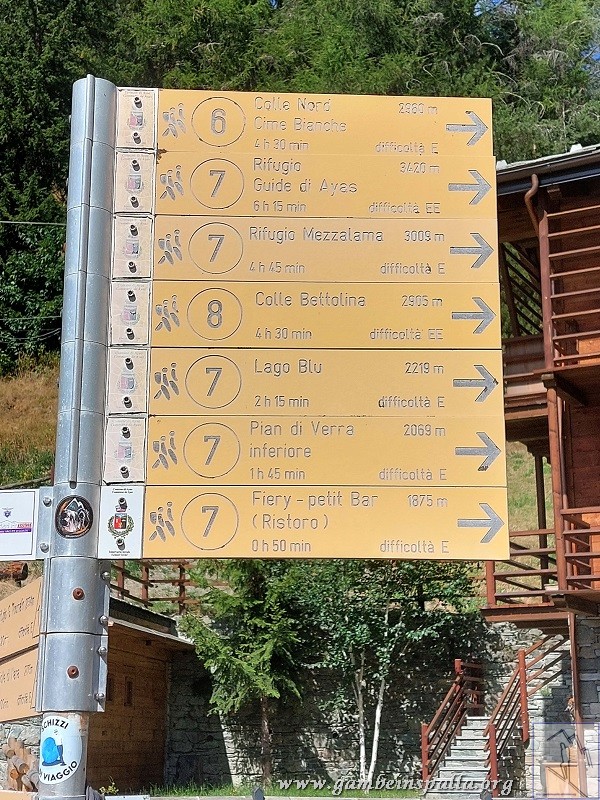 6
Colle Nord
2980 m
Cime Bianche
4 h 30 min
difficoltà E
7
Rifugio
3420 m
Guide di Ayas
6 h 15 min
difficoltà EE
7
Rifugio Mezzalama
3009 m
4 h 45 min
difficoltà E
8
Colle Bettolina
2905 m
4 h 30 min
difficoltà EE
7
Lago Blu
2219 m
2 h 15 min
difficoltà E
7
Pian di Verra
2069 m
inferiore
1 h 45 min
difficoltà E
7
Fiery - petit Bar
1875 m
(Ristoro)
0 h 50 min
difficoltà E
SCHIZZI
DI VIAGGIO
www.gambeinspalla.org